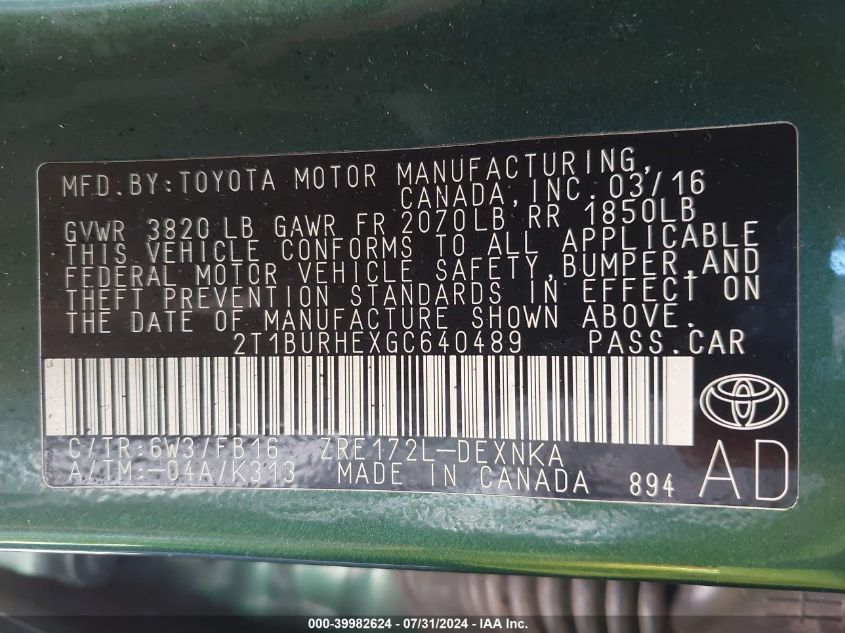 MFD.BY:TOYOTA MOTOR MANUFACTURING,
CANADA,INC.03/16
GVWR 3820 LB GAWR FR 2070LB RR 1850LB
THIS VEHICLE CONFORMS TO ALL APPLICABLE
FEDERAL MOTOR VEHICLE SAFETY,BUMPER,AND
THEFT PREVENTION STANDARDS IN EFFECT ON
THE DATE OF MANUFACTURE SHOWN ABOVE.
2T1BURHEXGC640489 PASS.CAR
C/TR:6W3/FB16 ZRE172L-DEXNKA
A/TM:-04A/K313 MADE IN CANADA 894 AD
000-39982624 - 07/31/2024 - IAA Inc.